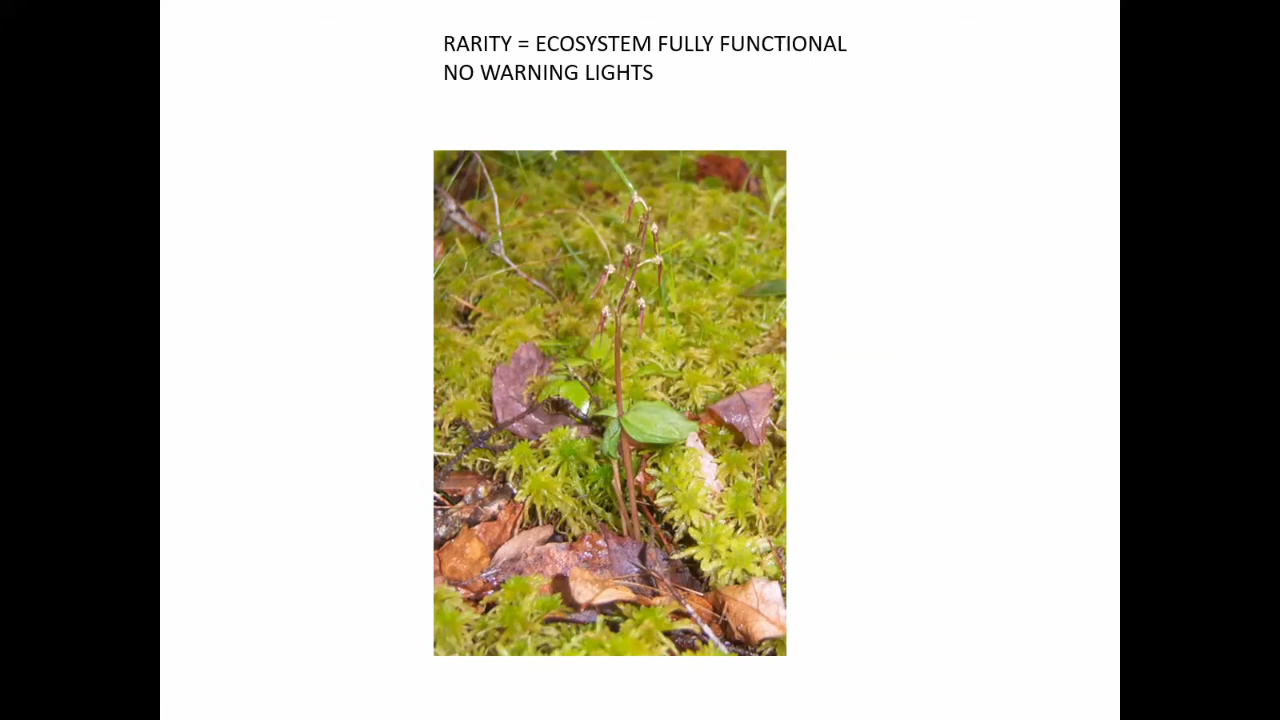 RARITY = ECOSYSTEM FULLY FUNCTIONAL
NO WARNING LIGHTS